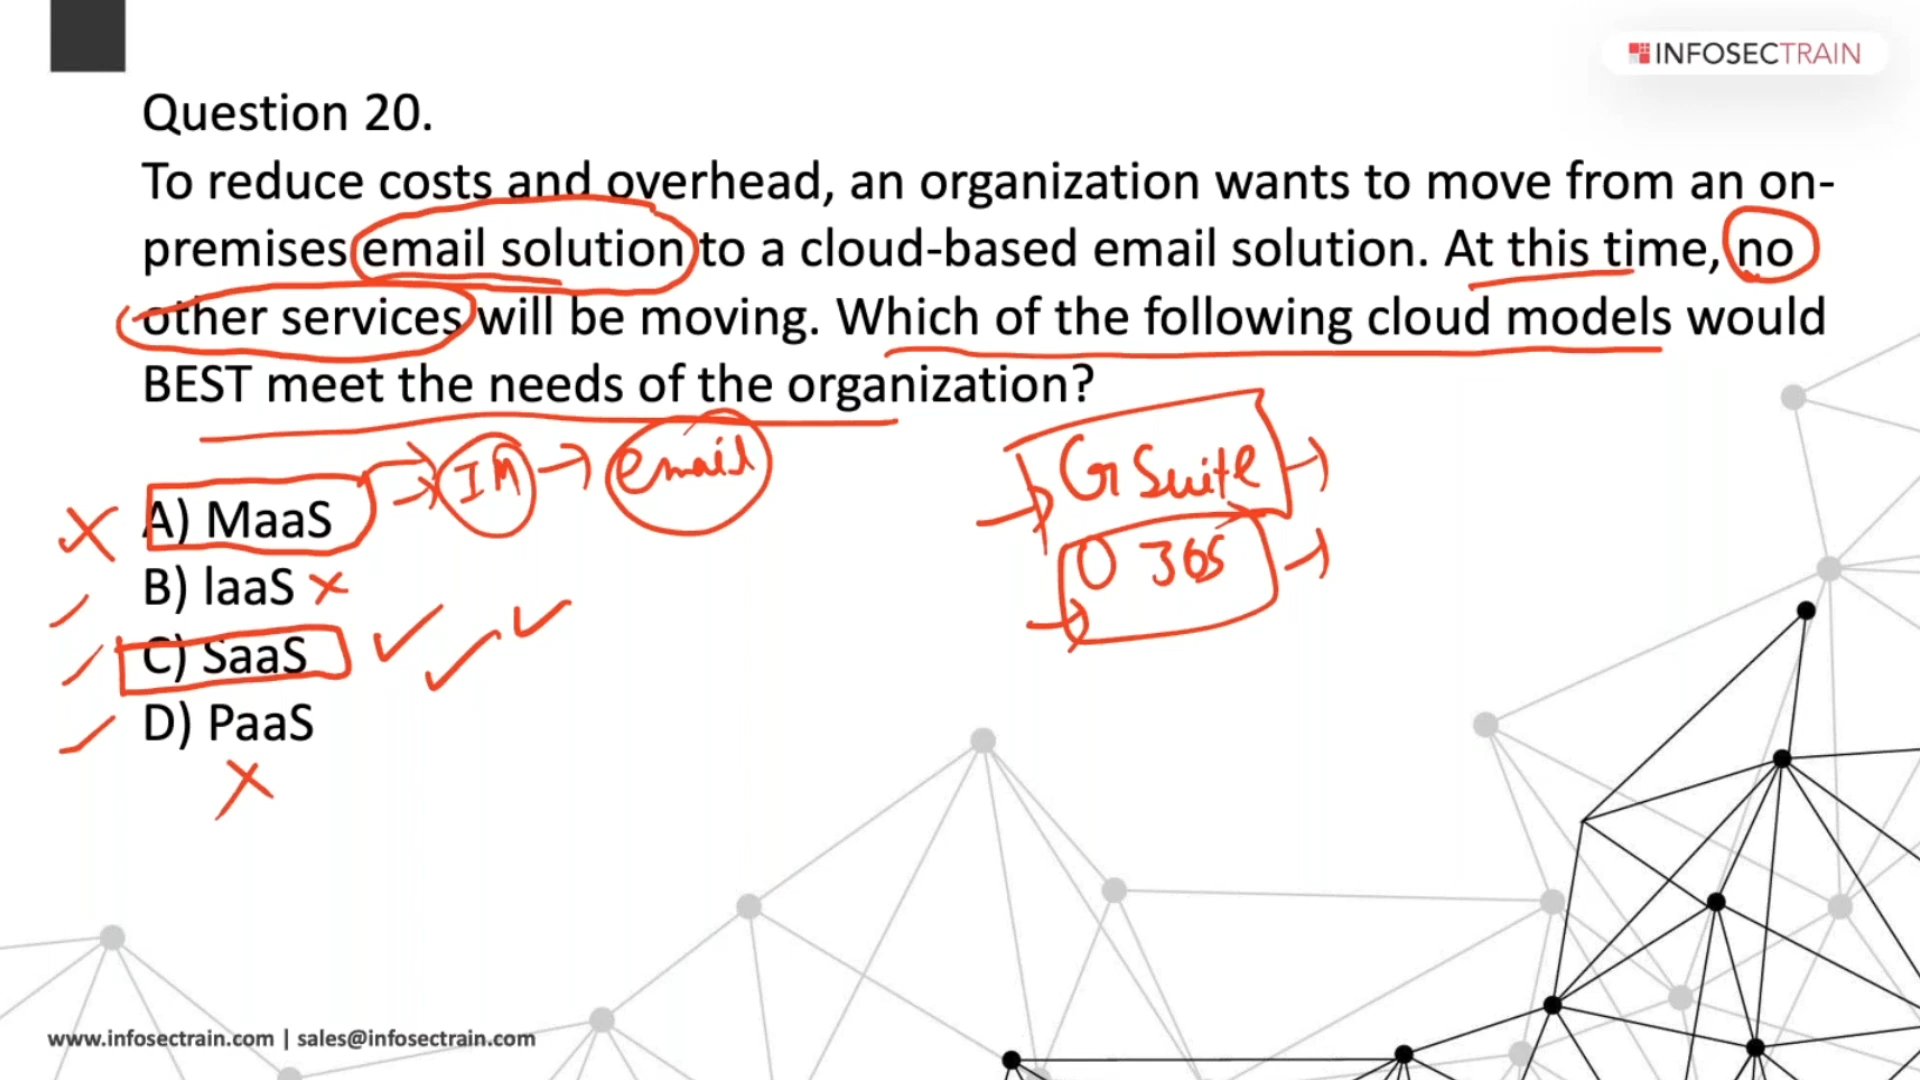 INFOSECTRAIN
Question 20.
To reduce costs and overhead, an organization wants to move from an on-
premises email solution to a cloud-based email solution. At this time, no
other services will be moving. Which of the following cloud models would
BEST meet the needs of the organization?
IM
email
G Suite
A) MaaS
O 365
B) IaaS
C) SaaS
D) PaaS
www.infosectrain.com | sales@infosectrain.com